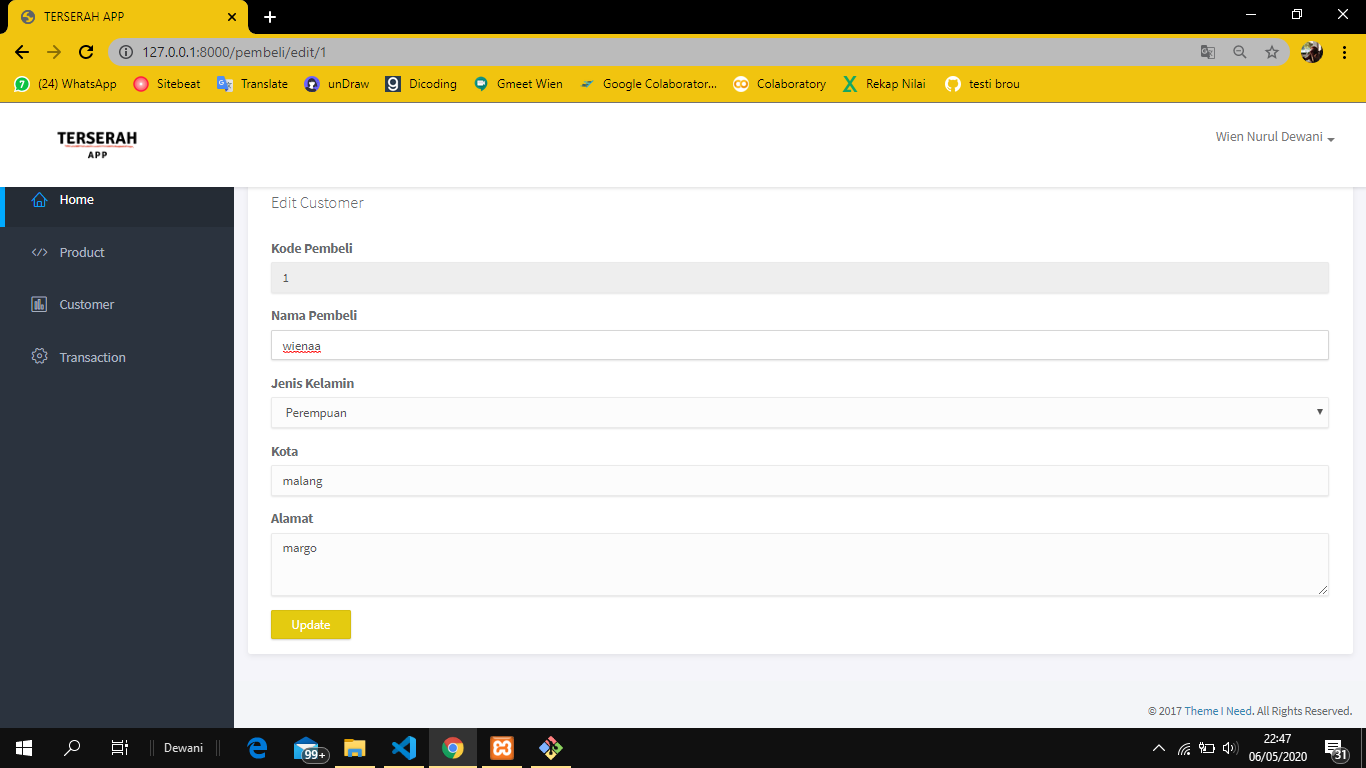 TERSERAH APP
127.0.0.1:8000/pembeli/edit/1
7 (24) WhatsApp Sitebeat Translate unDraw Dicoding Gmeet Wien Google Colaborator... Colaboratory Rekap Nilai testi brou
TERSERAH
APP
Wien Nurul Dewani
Home
Product
Customer
Transaction
Edit Customer
Kode Pembeli
1
Nama Pembeli
wienaa
Jenis Kelamin
Perempuan
Kota
malang
Alamat
margo
Update
© 2017 Theme I Need. All Rights Reserved.
Dewani
99+
22:47
06/05/2020
31